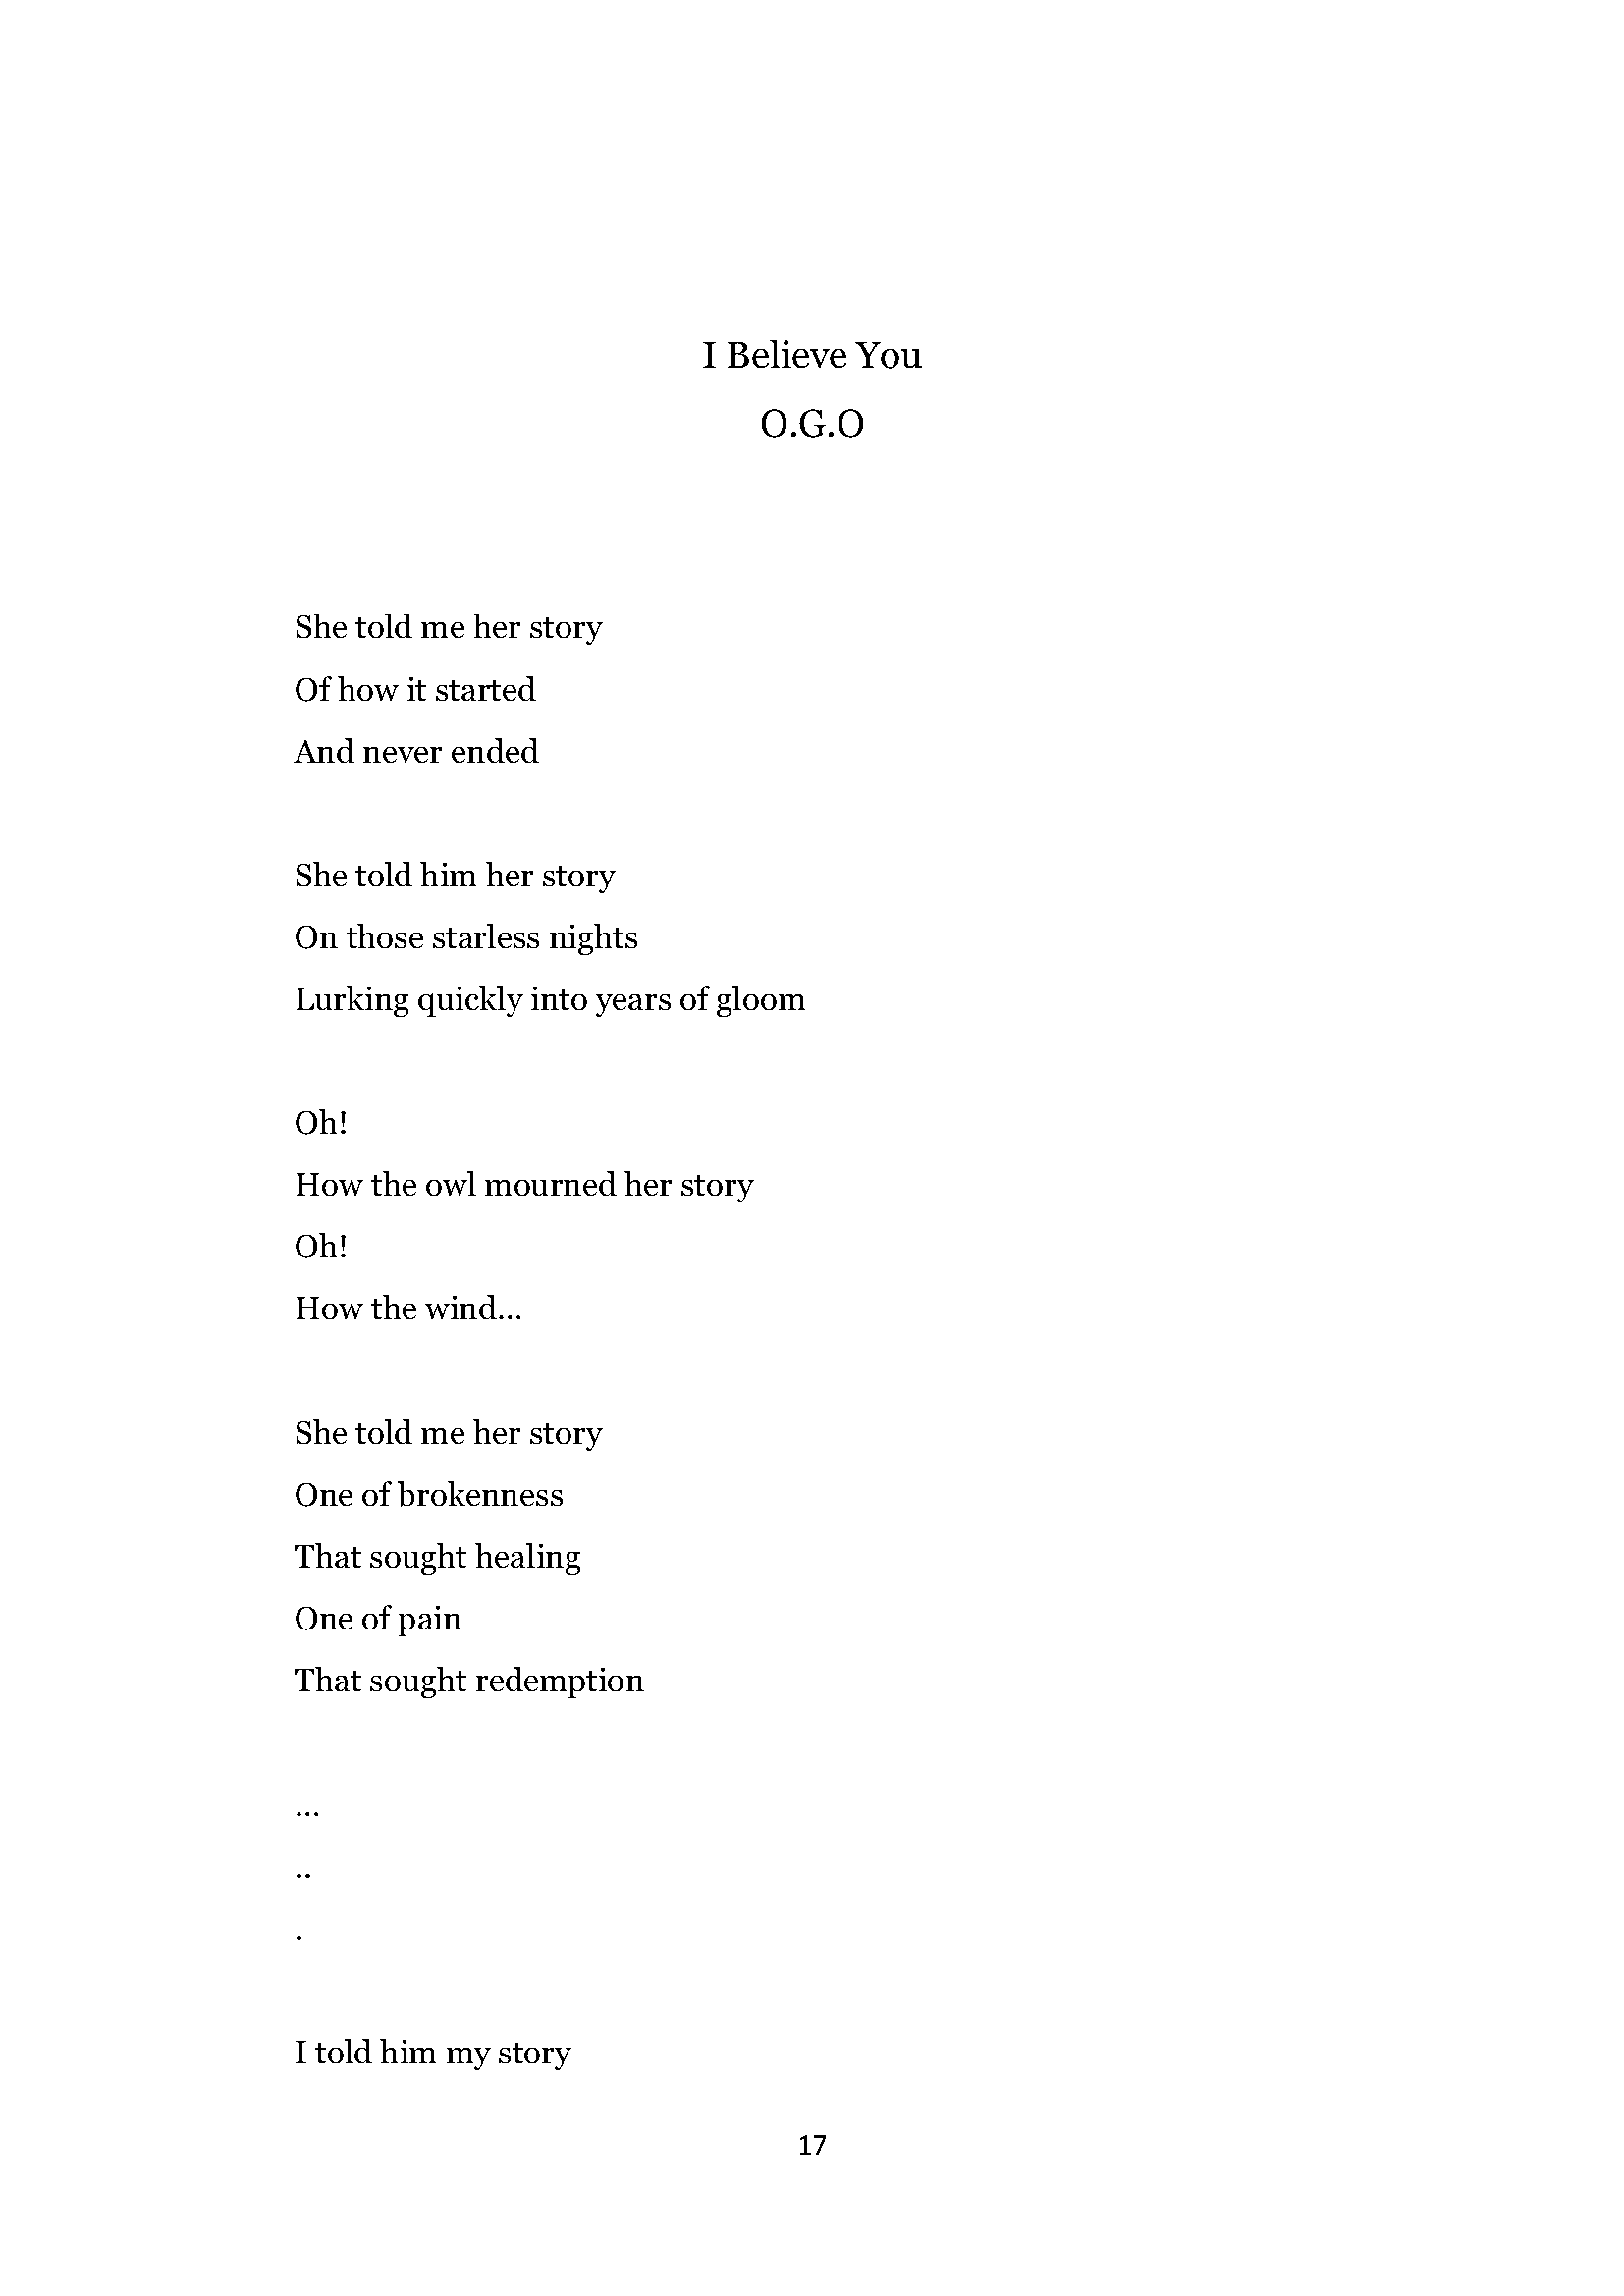 I Believe You
O.G.O
She told me her story
Of how it started
And never ended
She told him her story
On those starless nights
Lurking quickly into years of gloom
Oh!
How the owl mourned her story
Oh!
How the wind...
She told me her story
One of brokenness
That sought healing
One of pain
That sought redemption
...
..
.
I told him my story
17